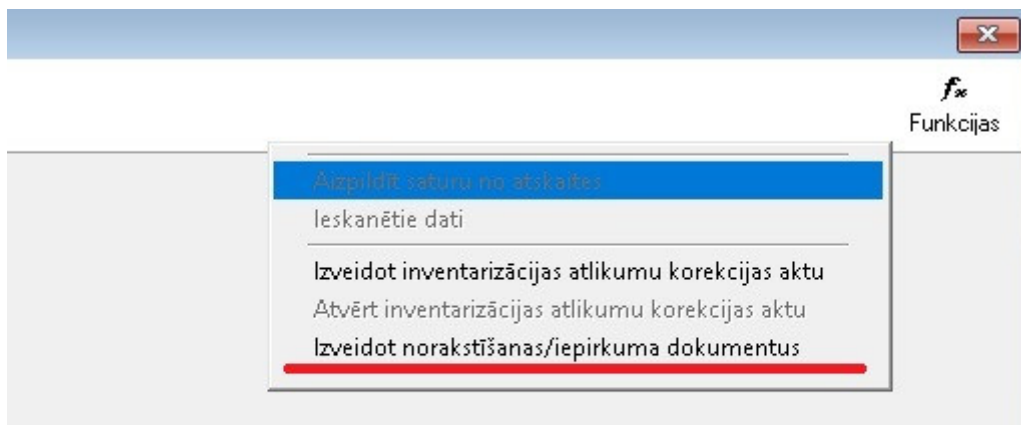 fx
Funkcijas
Aizpildīt saturu no atskaites
Ieskanētie dati
Izveidot inventarizācijas atlikumu korekcijas aktu
Atvērt inventarizācijas atlikumu korekcijas aktu
Izveidot norakstīšanas/iepirkuma dokumentus